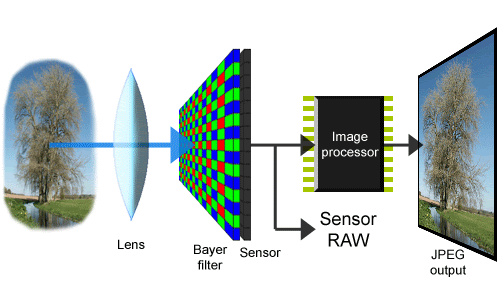 Lens
Bayer
filter
Sensor
Image
processor
Sensor
RAW
JPEG
output